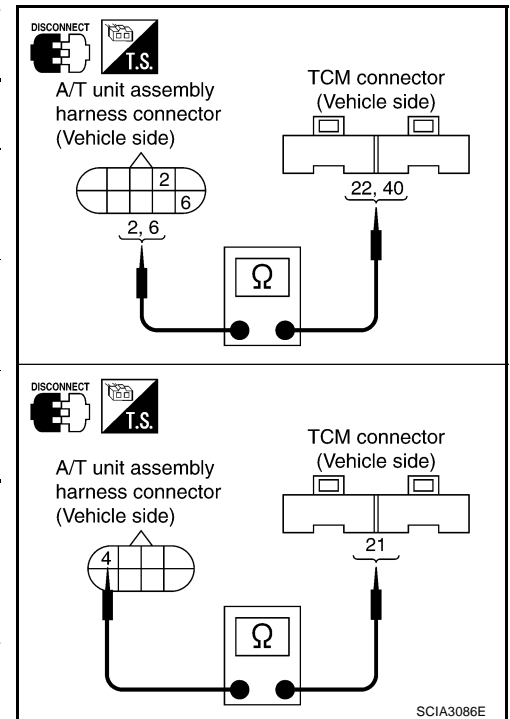 DISCONNECT
T.S.
A/T unit assembly
harness connector
(Vehicle side)
TCM connector
(Vehicle side)
2
6
2, 6
22, 40
Ω
DISCONNECT
T.S.
A/T unit assembly
harness connector
(Vehicle side)
TCM connector
(Vehicle side)
4
21
Ω
SCIA3086E